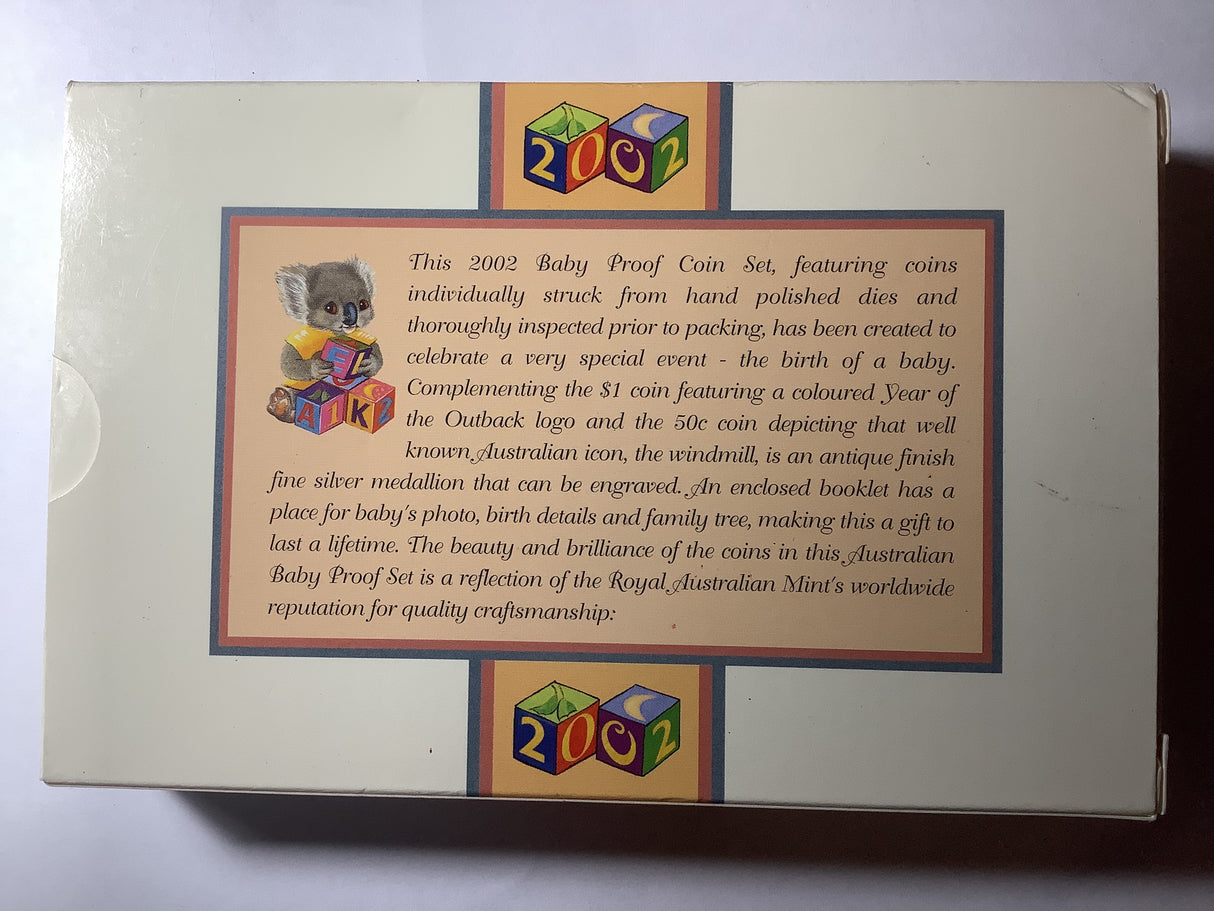 2002
This 2002 Baby Proof Coin Set, featuring coins
individually struck from hand polished dies and
thoroughly inspected prior to packing, has been created to
celebrate a very special event - the birth of a baby.
Complementing the $1 coin featuring a coloured Year of
the Outback logo and the 50c coin depicting that well
known Australian icon, the windmill, is an antique finish
fine silver medallion that can be engraved. An enclosed booklet has a
place for baby's photo, birth details and family tree, making this a gift to
last a lifetime. The beauty and brilliance of the coins in this Australian
Baby Proof Set is a reflection of the Royal Australian Mint's worldwide
reputation for quality craftsmanship:
A1K2
2002